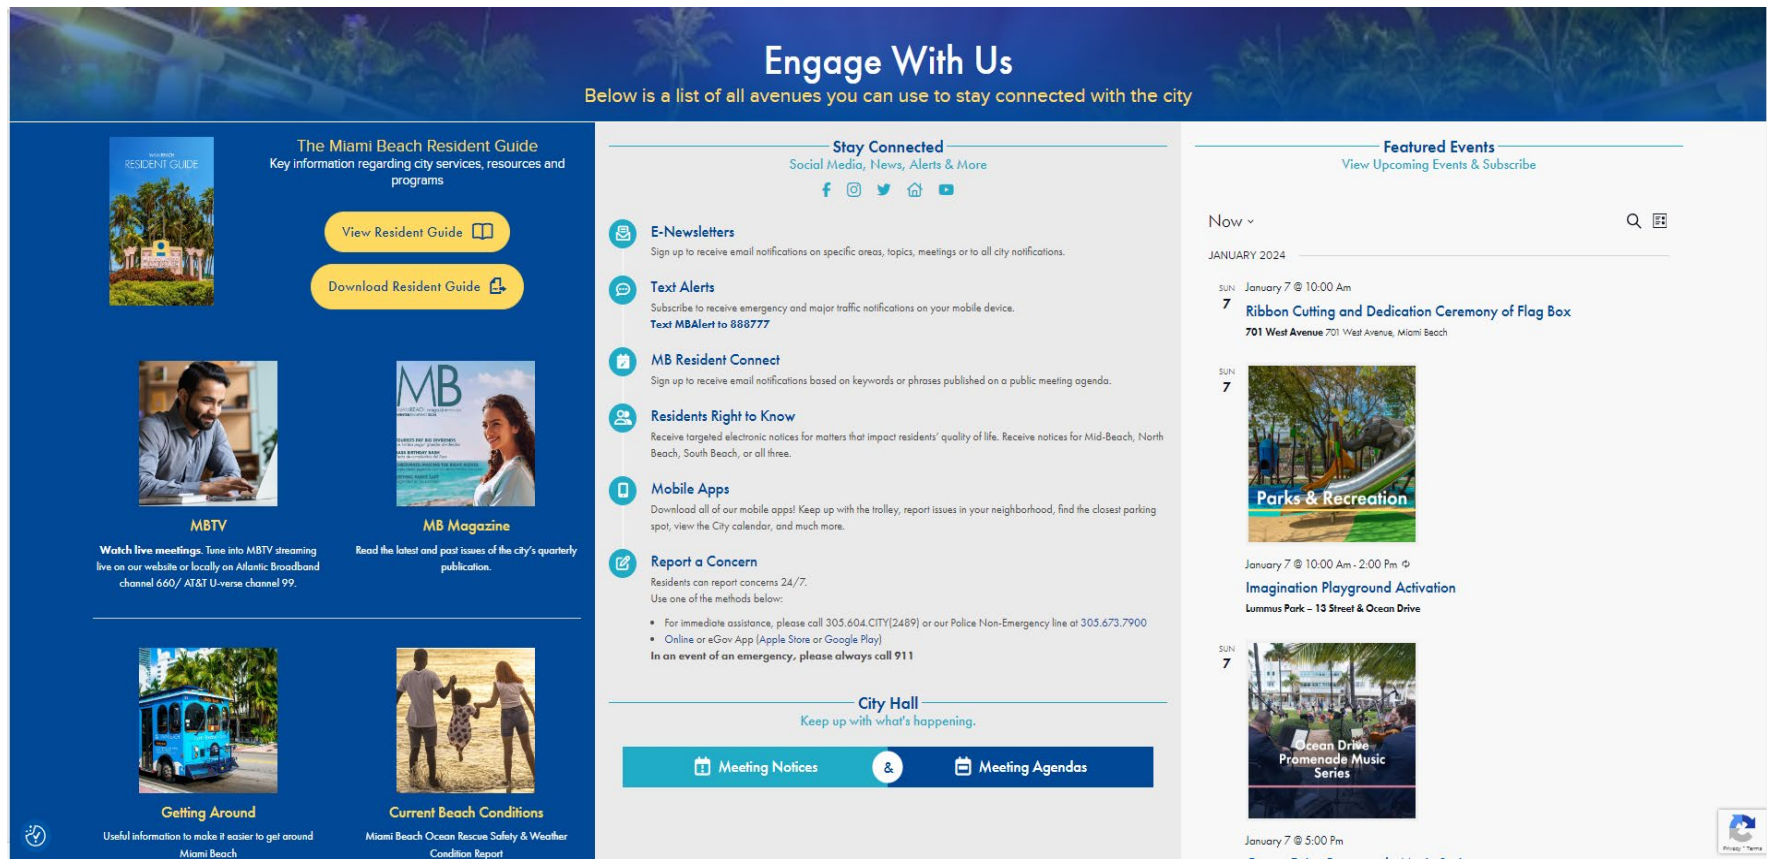 Engage With Us
Below is a list of all avenues you can use to stay connected with the city
RESIDENT GUIDE
The Miami Beach Resident Guide
Key information regarding city services, resources and
programs
View Resident Guide
Download Resident Guide
MB
MBTV
Watch live meetings. Tune into MBTV streaming
live on our website or locally on Atlantic Broadband
channel 660/ AT&T U-verse channel 99.
MB Magazine
Read the latest and past issues of the city's quarterly
publication.
Getting Around
Useful information to make it easier to get around
Miami Beach
Current Beach Conditions
Miami Beach Ocean Rescue Safety & Weather
Condition Report
Stay Connected
Social Media, News, Alerts & More
E-Newsletters
Sign up to receive email notifications on specific areas, topics, meetings or to all city notifications.
Text Alerts
Subscribe to receive emergency and major traffic notifications on your mobile device.
Text MBAlert to 888777
MB Resident Connect
Sign up to receive email notifications based on keywords or phrases published on a public meeting agenda.
Residents Right to Know
Receive targeted electronic notices for matters that impact residents' quality of life. Receive notices for Mid-Beach, North
Beach, South Beach, or all three.
Mobile Apps
Download all of our mobile apps! Keep up with the trolley, report issues in your neighborhood, find the closest parking
spot, view the City calendar, and much more.
Report a Concern
Residents can report concerns 24/7.
Use one of the methods below:
• For immediate assistance, please call 305.604.CITY(2489) or our Police Non-Emergency line at 305.673.7900
• Online or eGov App (Apple Store or Google Play)
In an event of an emergency, please always call 911
City Hall
Keep up with what's happening.
Meeting Notices
&
Meeting Agendas
Featured Events
View Upcoming Events & Subscribe
Now
JANUARY 2024
SUN
7
January 7 @ 10:00 Am
Ribbon Cutting and Dedication Ceremony of Flag Box
701 West Avenue 701 West Avenue, Miami Beach
SUN
7
Parks & Recreation
January 7 @ 10:00 Am - 2:00 Pm
Imagination Playground Activation
Lummus Park – 13 Street & Ocean Drive
SUN
7
Ocean Drive
Promenade Music
Series
January 7 @ 5:00 Pm
Privacy - Terms